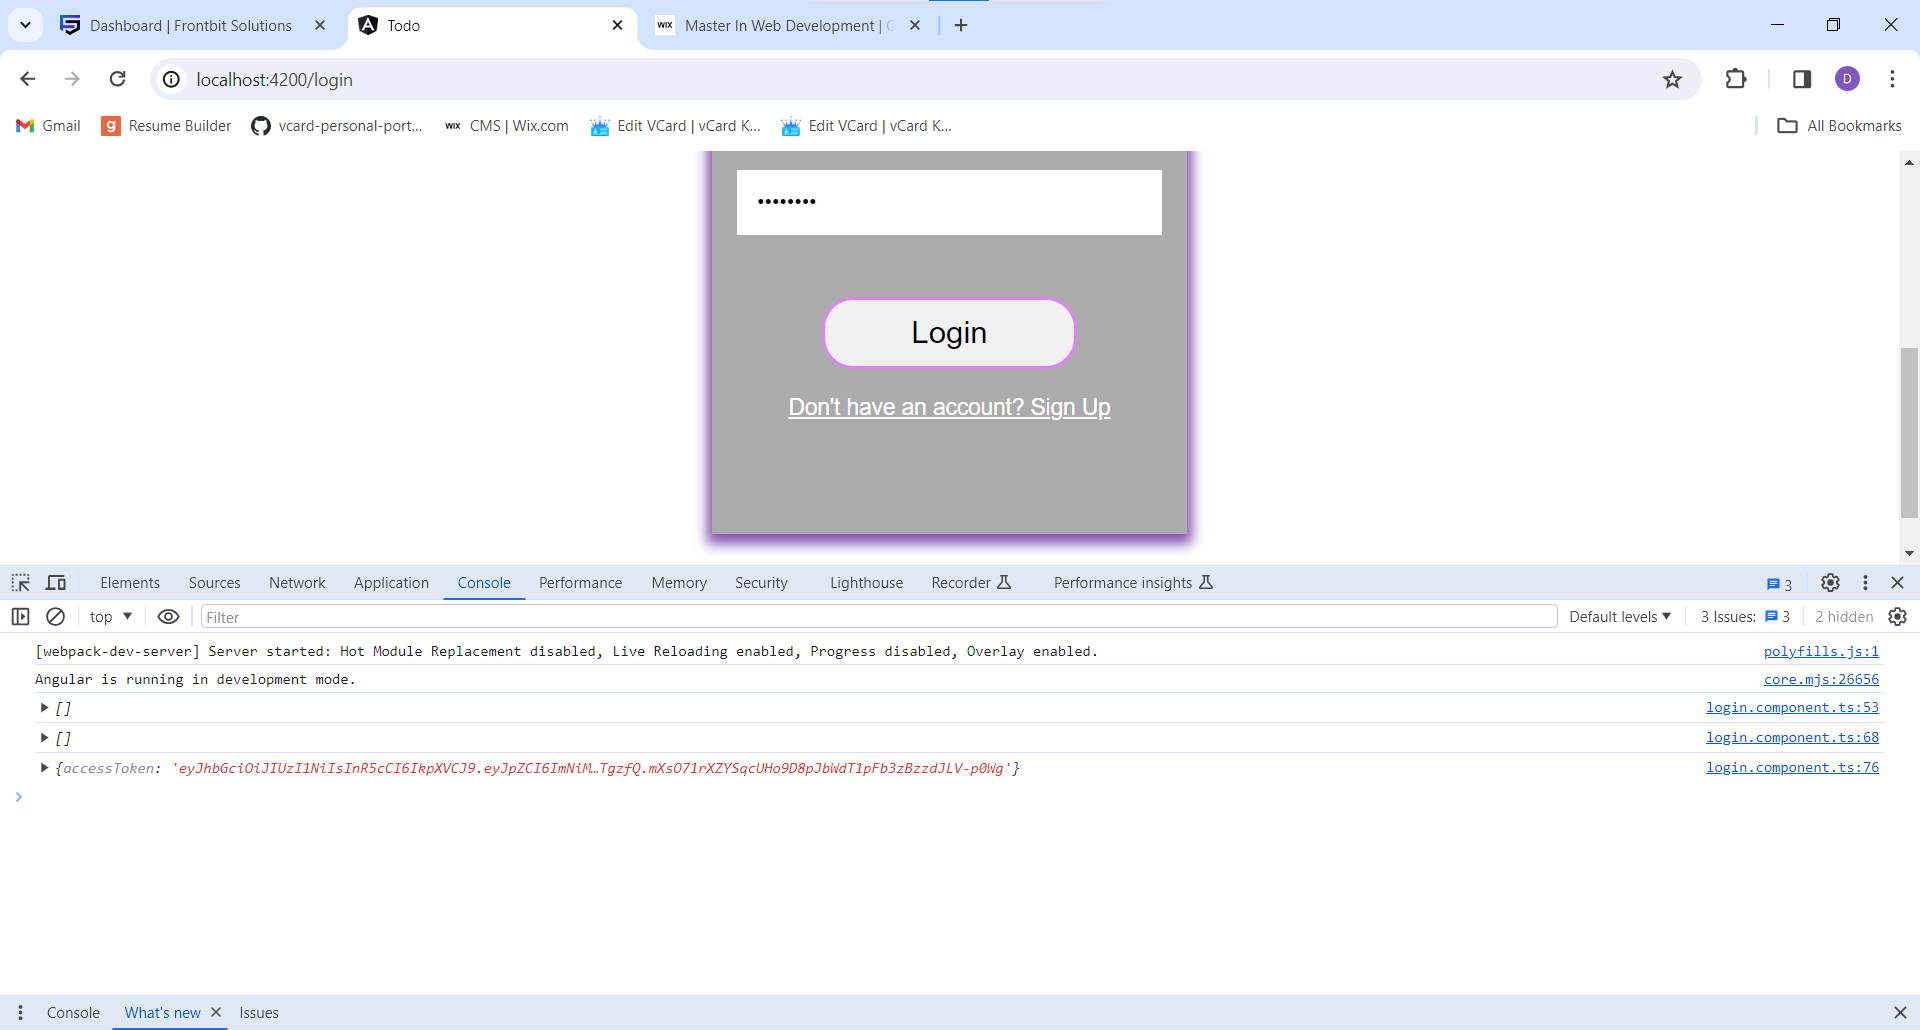 Dashboard | Frontbit Solutions
Todo
WIX Master In Web Development |
localhost:4200/login
D
Gmail
Resume Builder
vcard-personal-port...
WIX CMS | Wix.com
Edit VCard | vCard K...
Edit VCard | vCard K...
All Bookmarks
••••••••
Login
Don't have an account? Sign Up
Elements Sources Network Application Console Performance Memory Security Lighthouse Recorder Performance insights 3
top Filter Default levels 3 Issues: 3 2 hidden
[webpack-dev-server] Server started: Hot Module Replacement disabled, Live Reloading enabled, Progress disabled, Overlay enabled. polyfills.js:1
Angular is running in development mode. core.mjs:26656
[] login.component.ts:53
[] login.component.ts:68
{accessToken: 'eyJhbGciOiJIUzI1NiIsInR5cCI6IkpXVCJ9.eyJpZCI6ImNiM…TgzfQ.mXsO71rXZYSqcUHo9D8pJbWdT1pFb3zBzzdJLV-p0Wg'} login.component.ts:76
Console What's new Issues